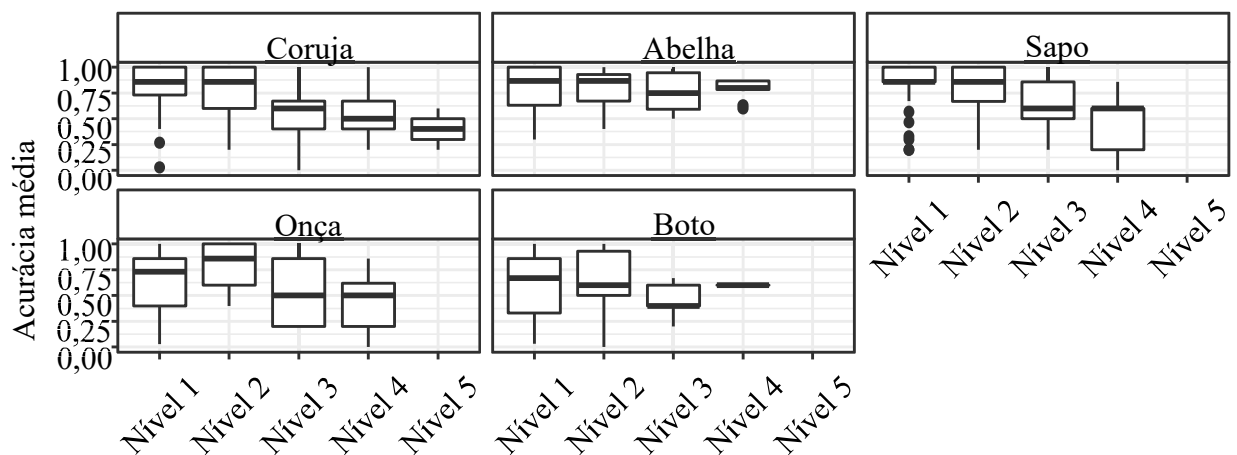 Coruja
Abelha
Sapo
Acurácia média
1,00
0,75
0,50
0,25
0,00
Nível 1
Nível 2
Nível 3
Nível 4
Nível 5
Onça
Boto
1,00
0,75
0,50
0,25
0,00
Nível 1
Nível 2
Nível 3
Nível 4
Nível 5
Nível 1
Nível 2
Nível 3
Nível 4
Nível 5